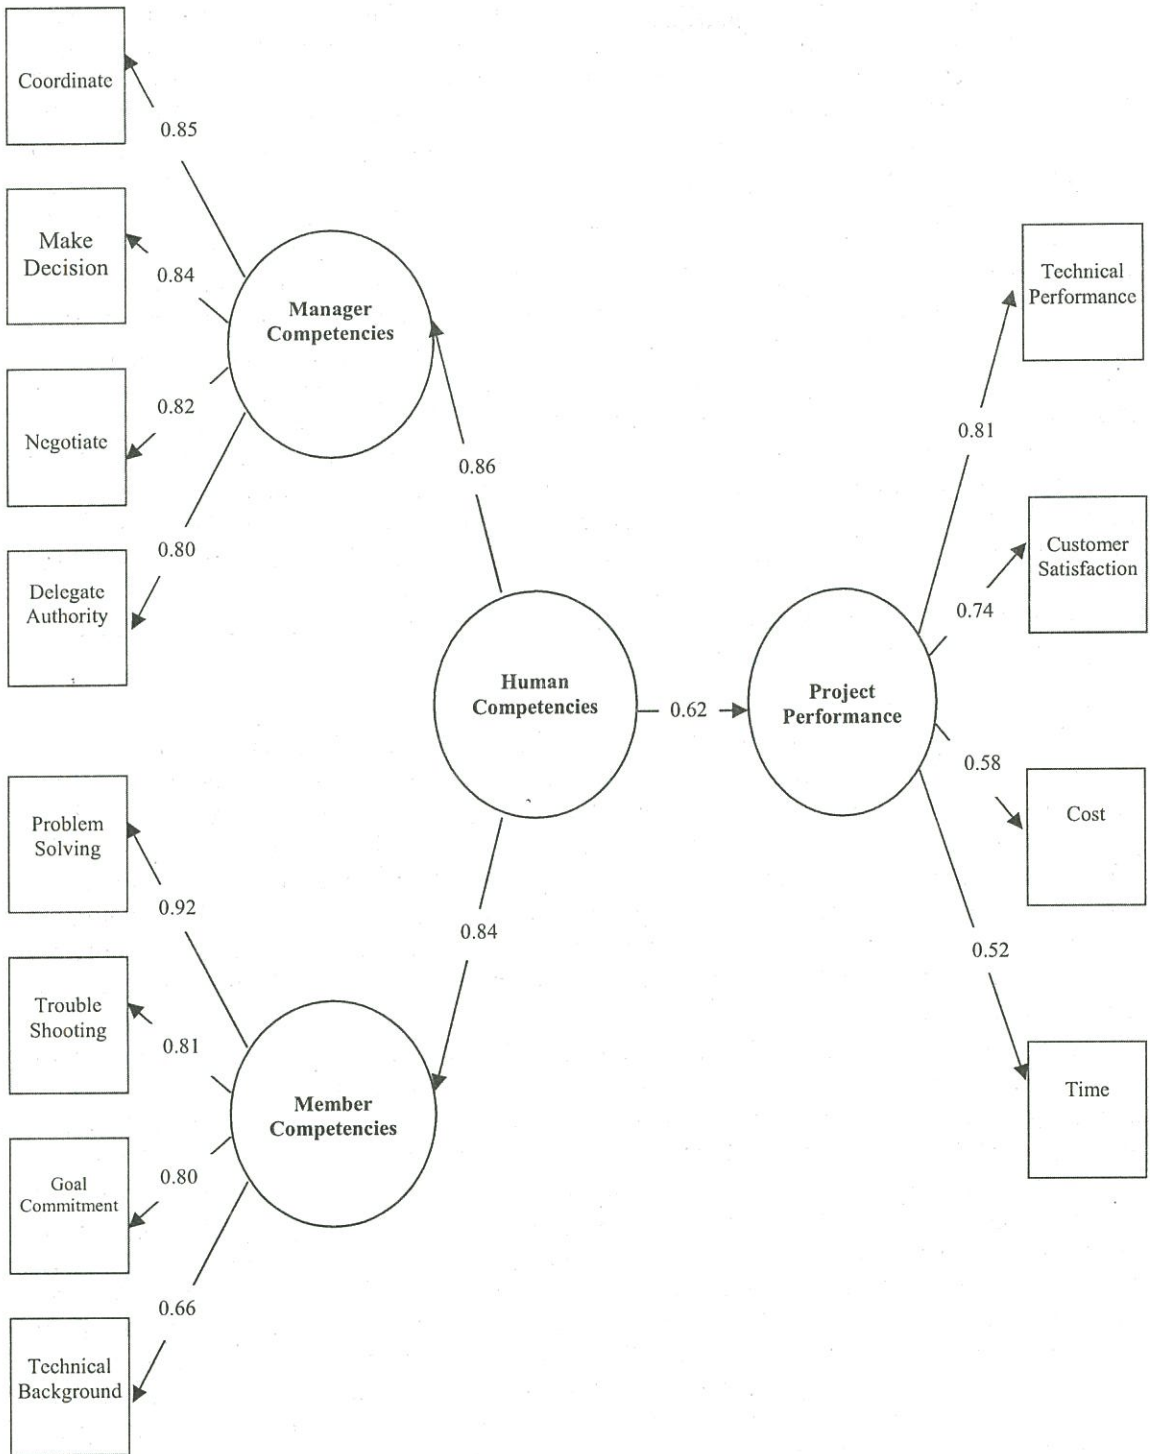 Coordinate
0.85
Make
Decision
0.84
Manager
Competencies
Negotiate
0.82
Delegate
Authority
0.80
0.86
Technical
Performance
0.81
Customer
Satisfaction
0.74
Human
Competencies
0.62
Project
Performance
0.58
Cost
0.52
Time
Problem
Solving
0.92
0.84
Trouble
Shooting
0.81
Member
Competencies
Goal
Commitment
0.80
0.66
Technical
Background